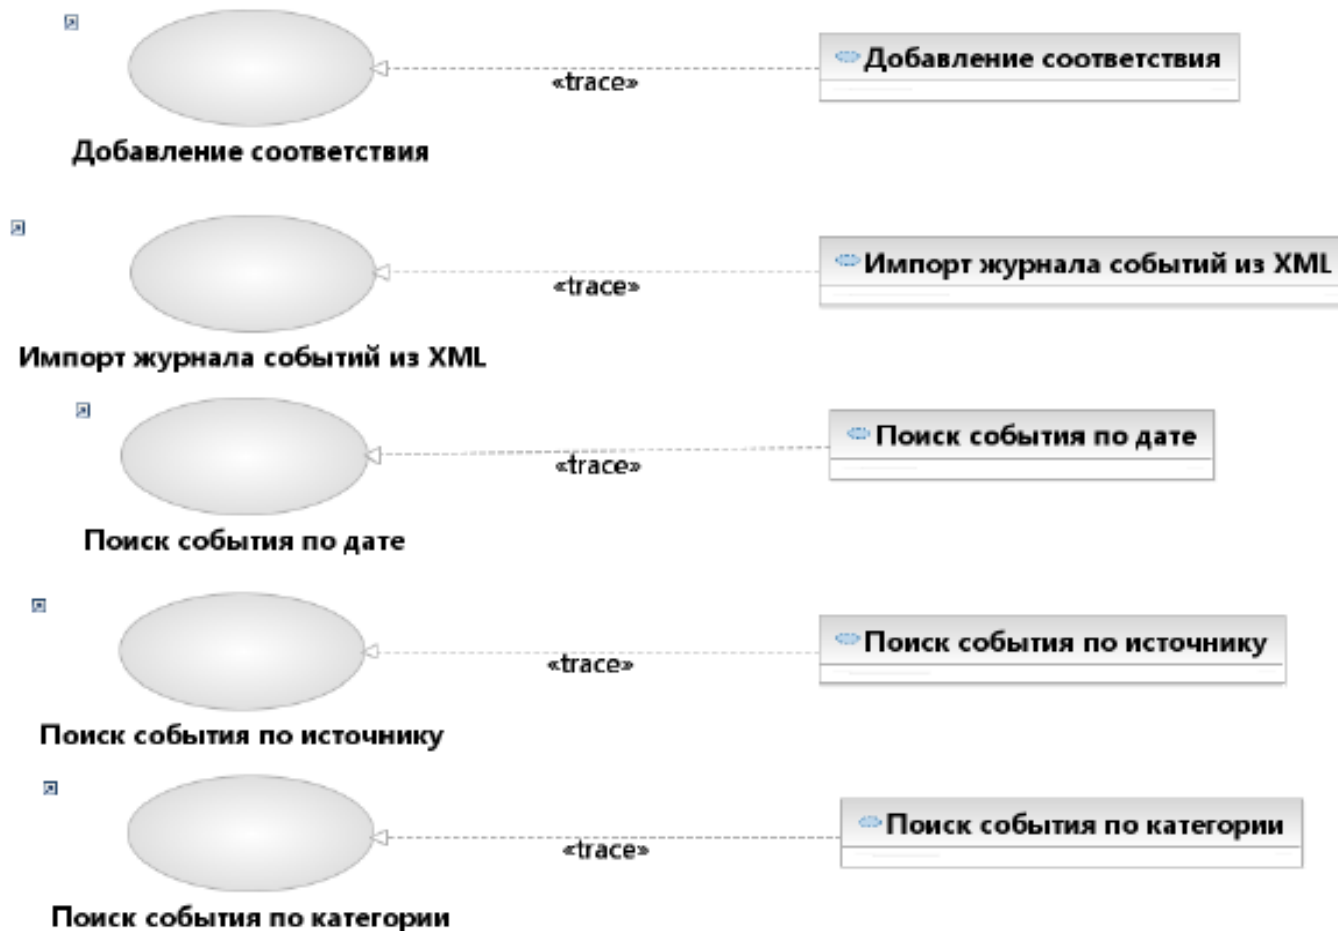 Добавление соответствия
«trace»
Добавление соответствия
Импорт журнала событий из XML
«trace»
Импорт журнала событий из XML
Поиск события по дате
«trace»
Поиск события по дате
Поиск события по источнику
«trace»
Поиск события по источнику
Поиск события по категории
«trace»
Поиск события по категории